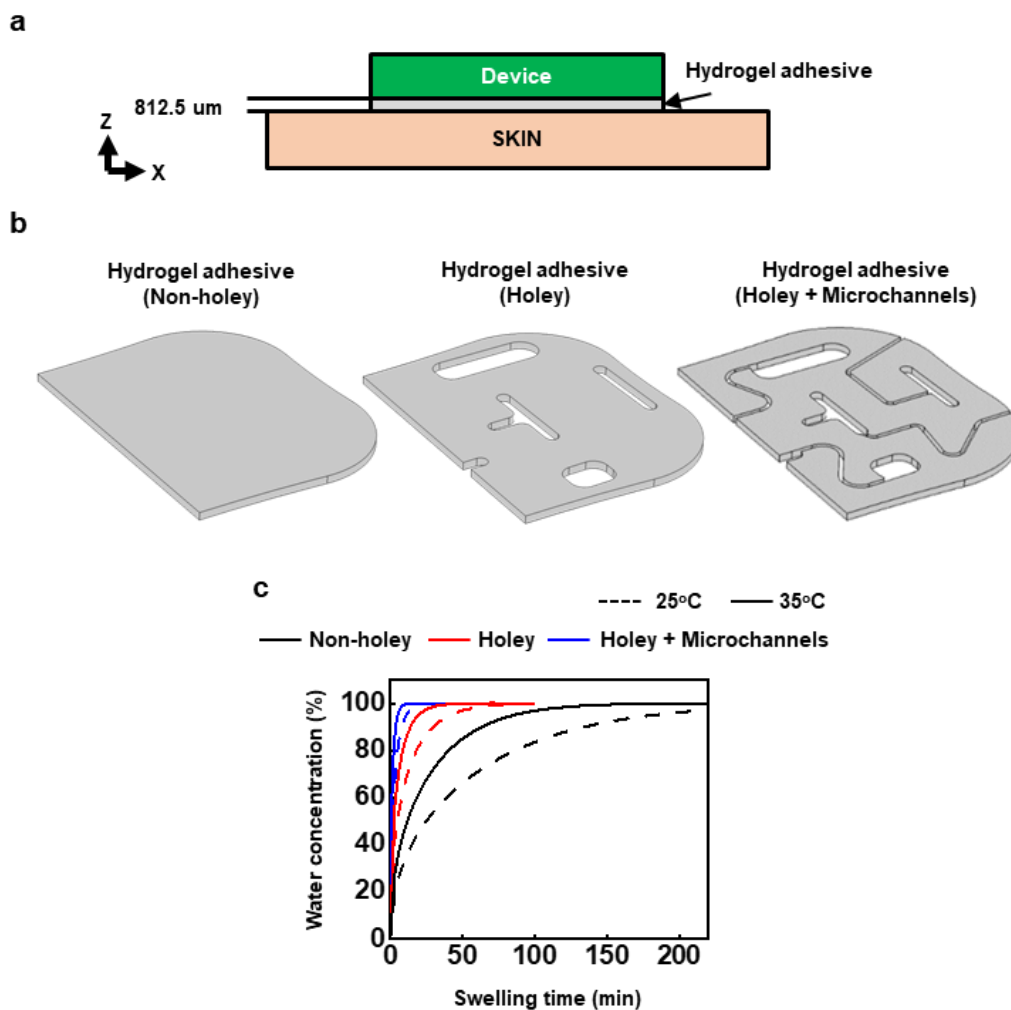 a
Device
Hydrogel adhesive
812.5 um
SKIN
Z
X
b
Hydrogel adhesive
(Non-holey)
Hydrogel adhesive
(Holey)
Hydrogel adhesive
(Holey + Microchannels)
c
25°C
35°C
Non-holey
Holey
Holey + Microchannels
Water concentration (%)
100
80
60
40
20
0
0 50 100 150 200
Swelling time (min)